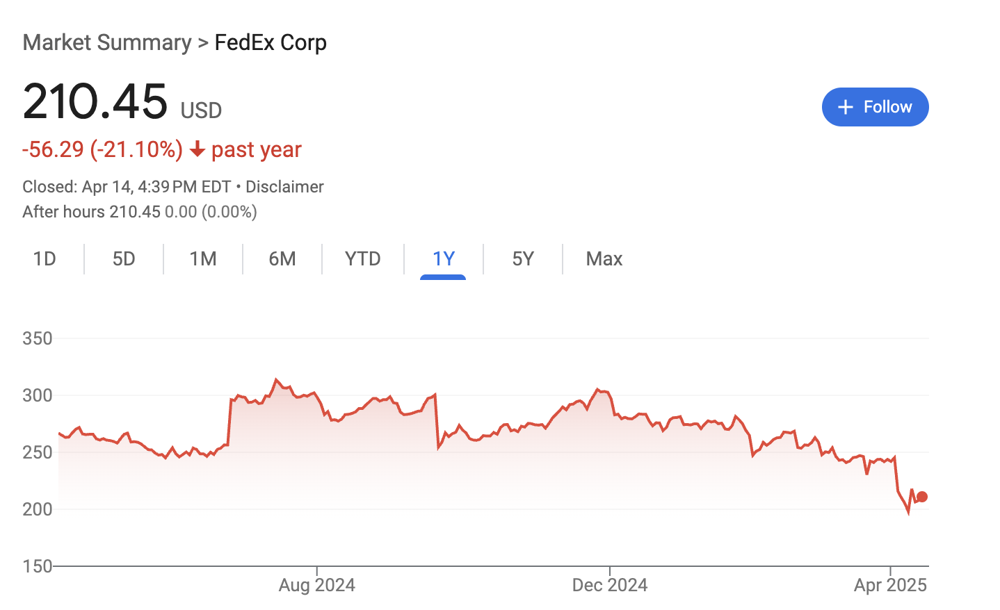 Market Summary > FedEx Corp
210.45 USD
+ Follow
-56.29 (-21.10%) ↓ past year
Closed: Apr 14, 4:39 PM EDT • Disclaimer
After hours 210.45 0.00 (0.00%)
1D 5D 1M 6M YTD 1Y 5Y Max
350
300
250
200
150
Aug 2024 Dec 2024 Apr 2025